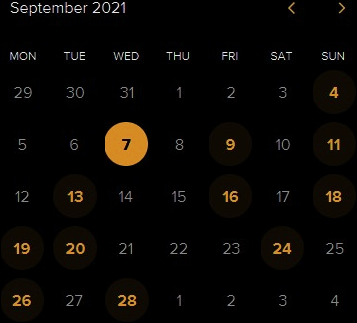 September 2021
MON TUE WED THU FRI SAT SUN
29 30 31 1 2 3 4
5 6 7 8 9 10 11
12 13 14 15 16 17 18
19 20 21 22 23 24 25
26 27 28 1 2 3 4